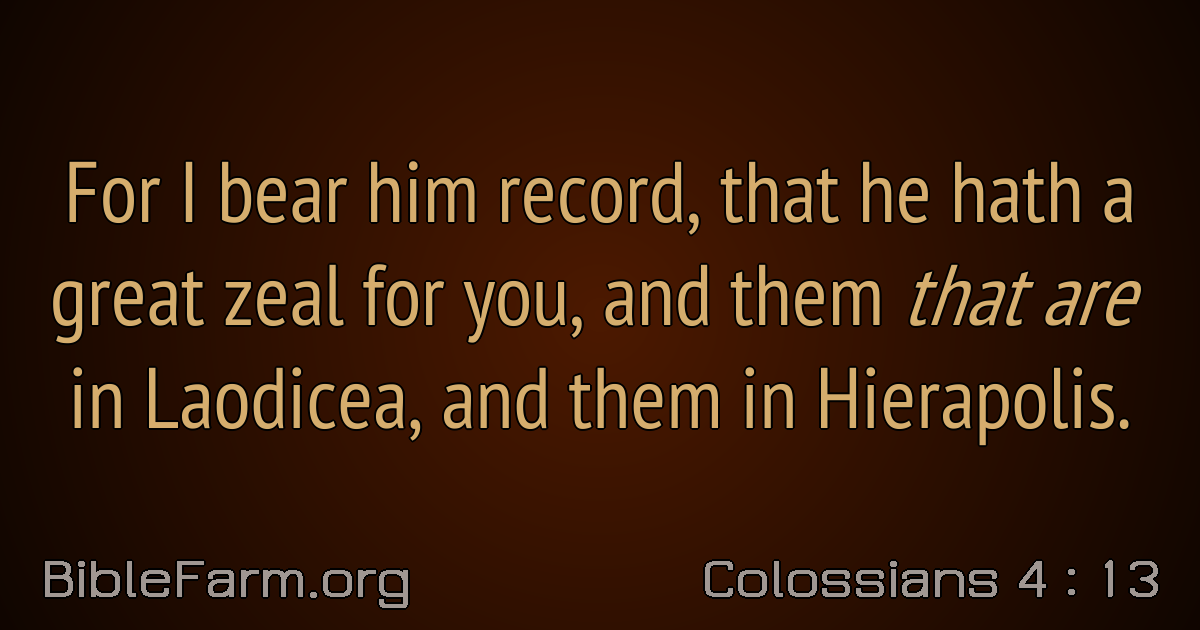 For I bear him record, that he hath a
great zeal for you, and them that are
in Laodicea, and them in Hierapolis.
BibleFarm.org
Colossians 4 : 13